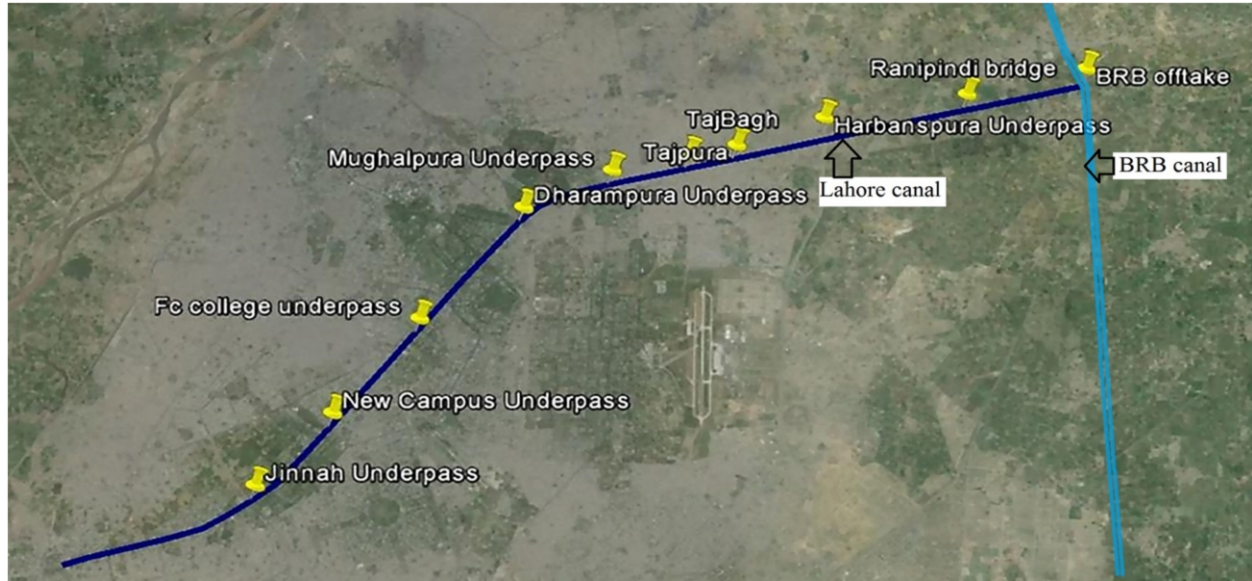 Ranipindi bridge
BRB offtake
TajBagh
Harbanspura Underpass
Mughalpura Underpass
Tajpura
BRB canal
Lahore canal
Dharampura Underpass
Fc college underpass
New Campus Underpass
Jinnah Underpass